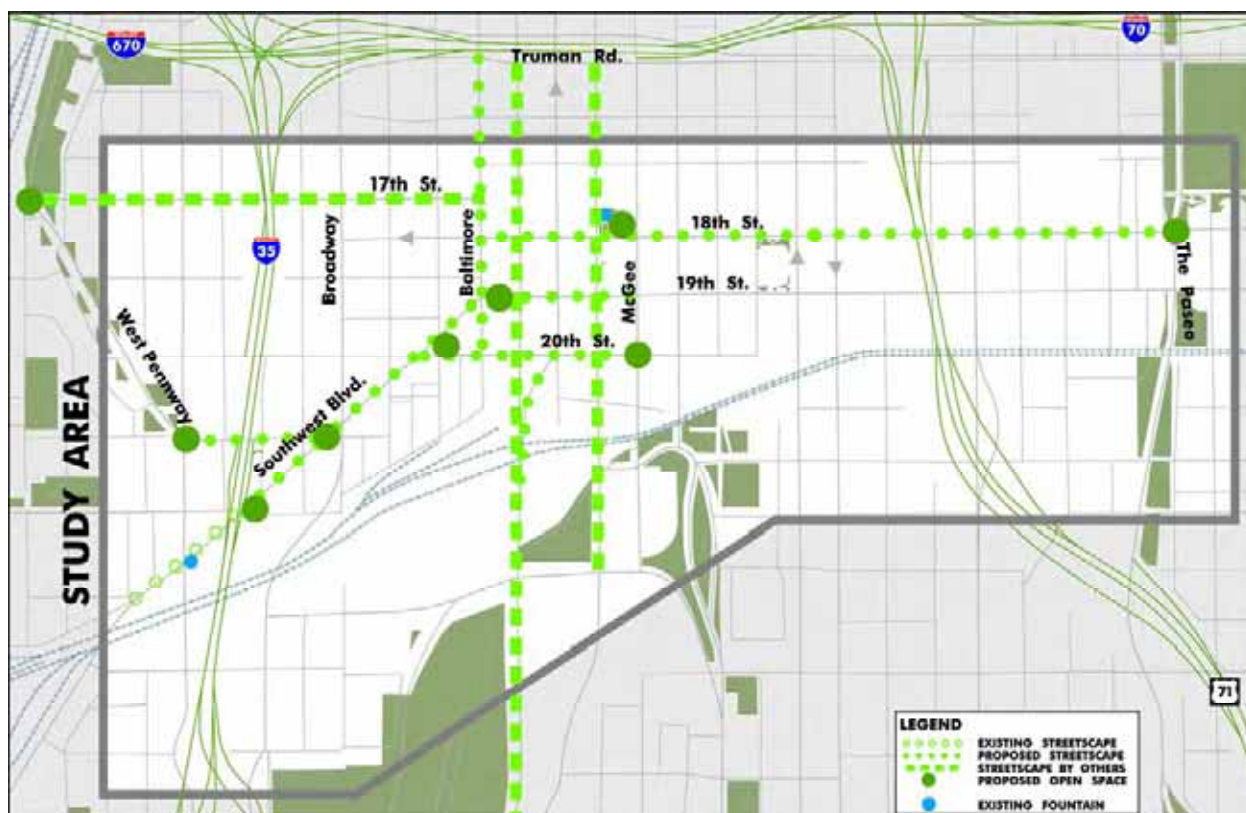 670
70
Truman Rd.
17th St.
18th St.
35
Broadway
Baltimore
McGee
19th St.
The Paseo
20th St.
West Pennway
Southwest Blvd.
STUDY AREA
71
LEGEND
EXISTING STREETSCAPE
PROPOSED STREETSCAPE
STREETSCAPE BY OTHERS
PROPOSED OPEN SPACE
EXISTING FOUNTAIN